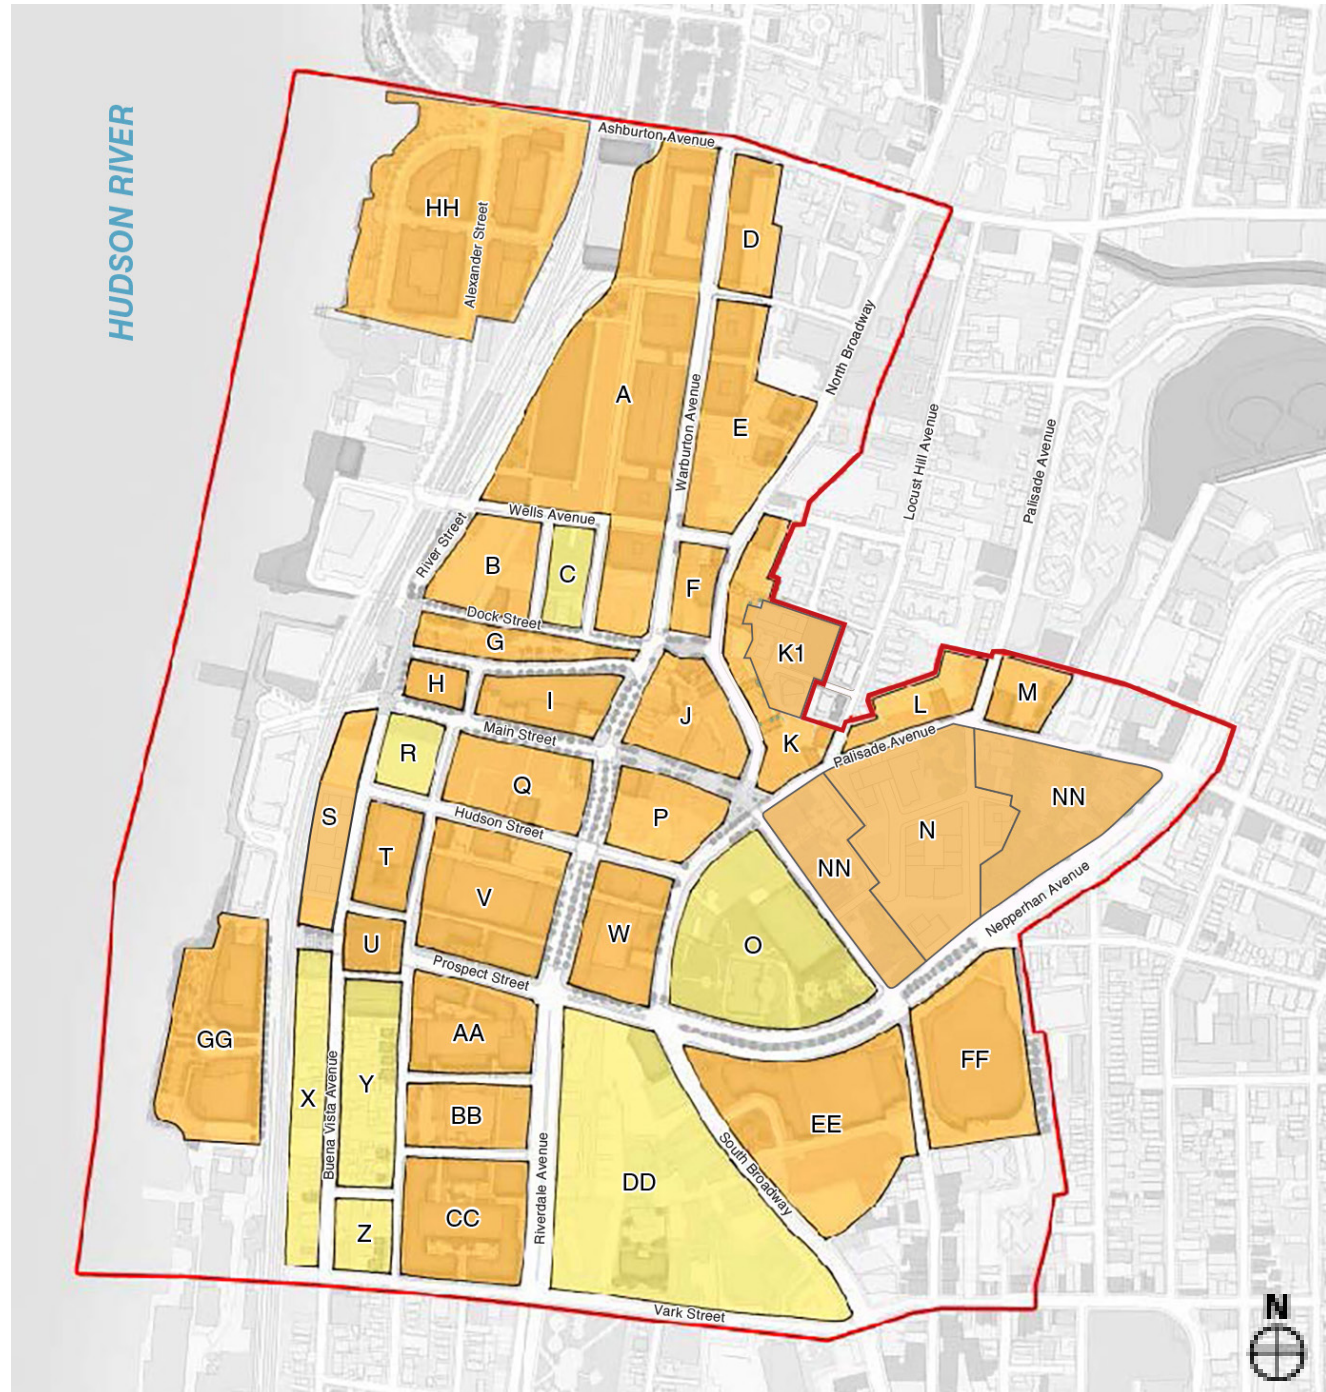 HUDSON RIVER
Ashburton Avenue
HH
Alexander Street
D
North Broadway
A
Warburton Avenue
E
Locust Hill Avenue
Palisade Avenue
Wells Avenue
River Street
B
C
F
Dock Street
G
K1
H
I
J
L
M
Main Street
K
Palisade Avenue
R
Q
P
S
Hudson Street
N
NN
T
NN
V
W
Nepperhan Avenue
U
O
Prospect Street
GG
AA
FF
X
Y
Buena Vista Avenue
BB
EE
Riverdale Avenue
South Broadway
DD
CC
Z
Vark Street
N